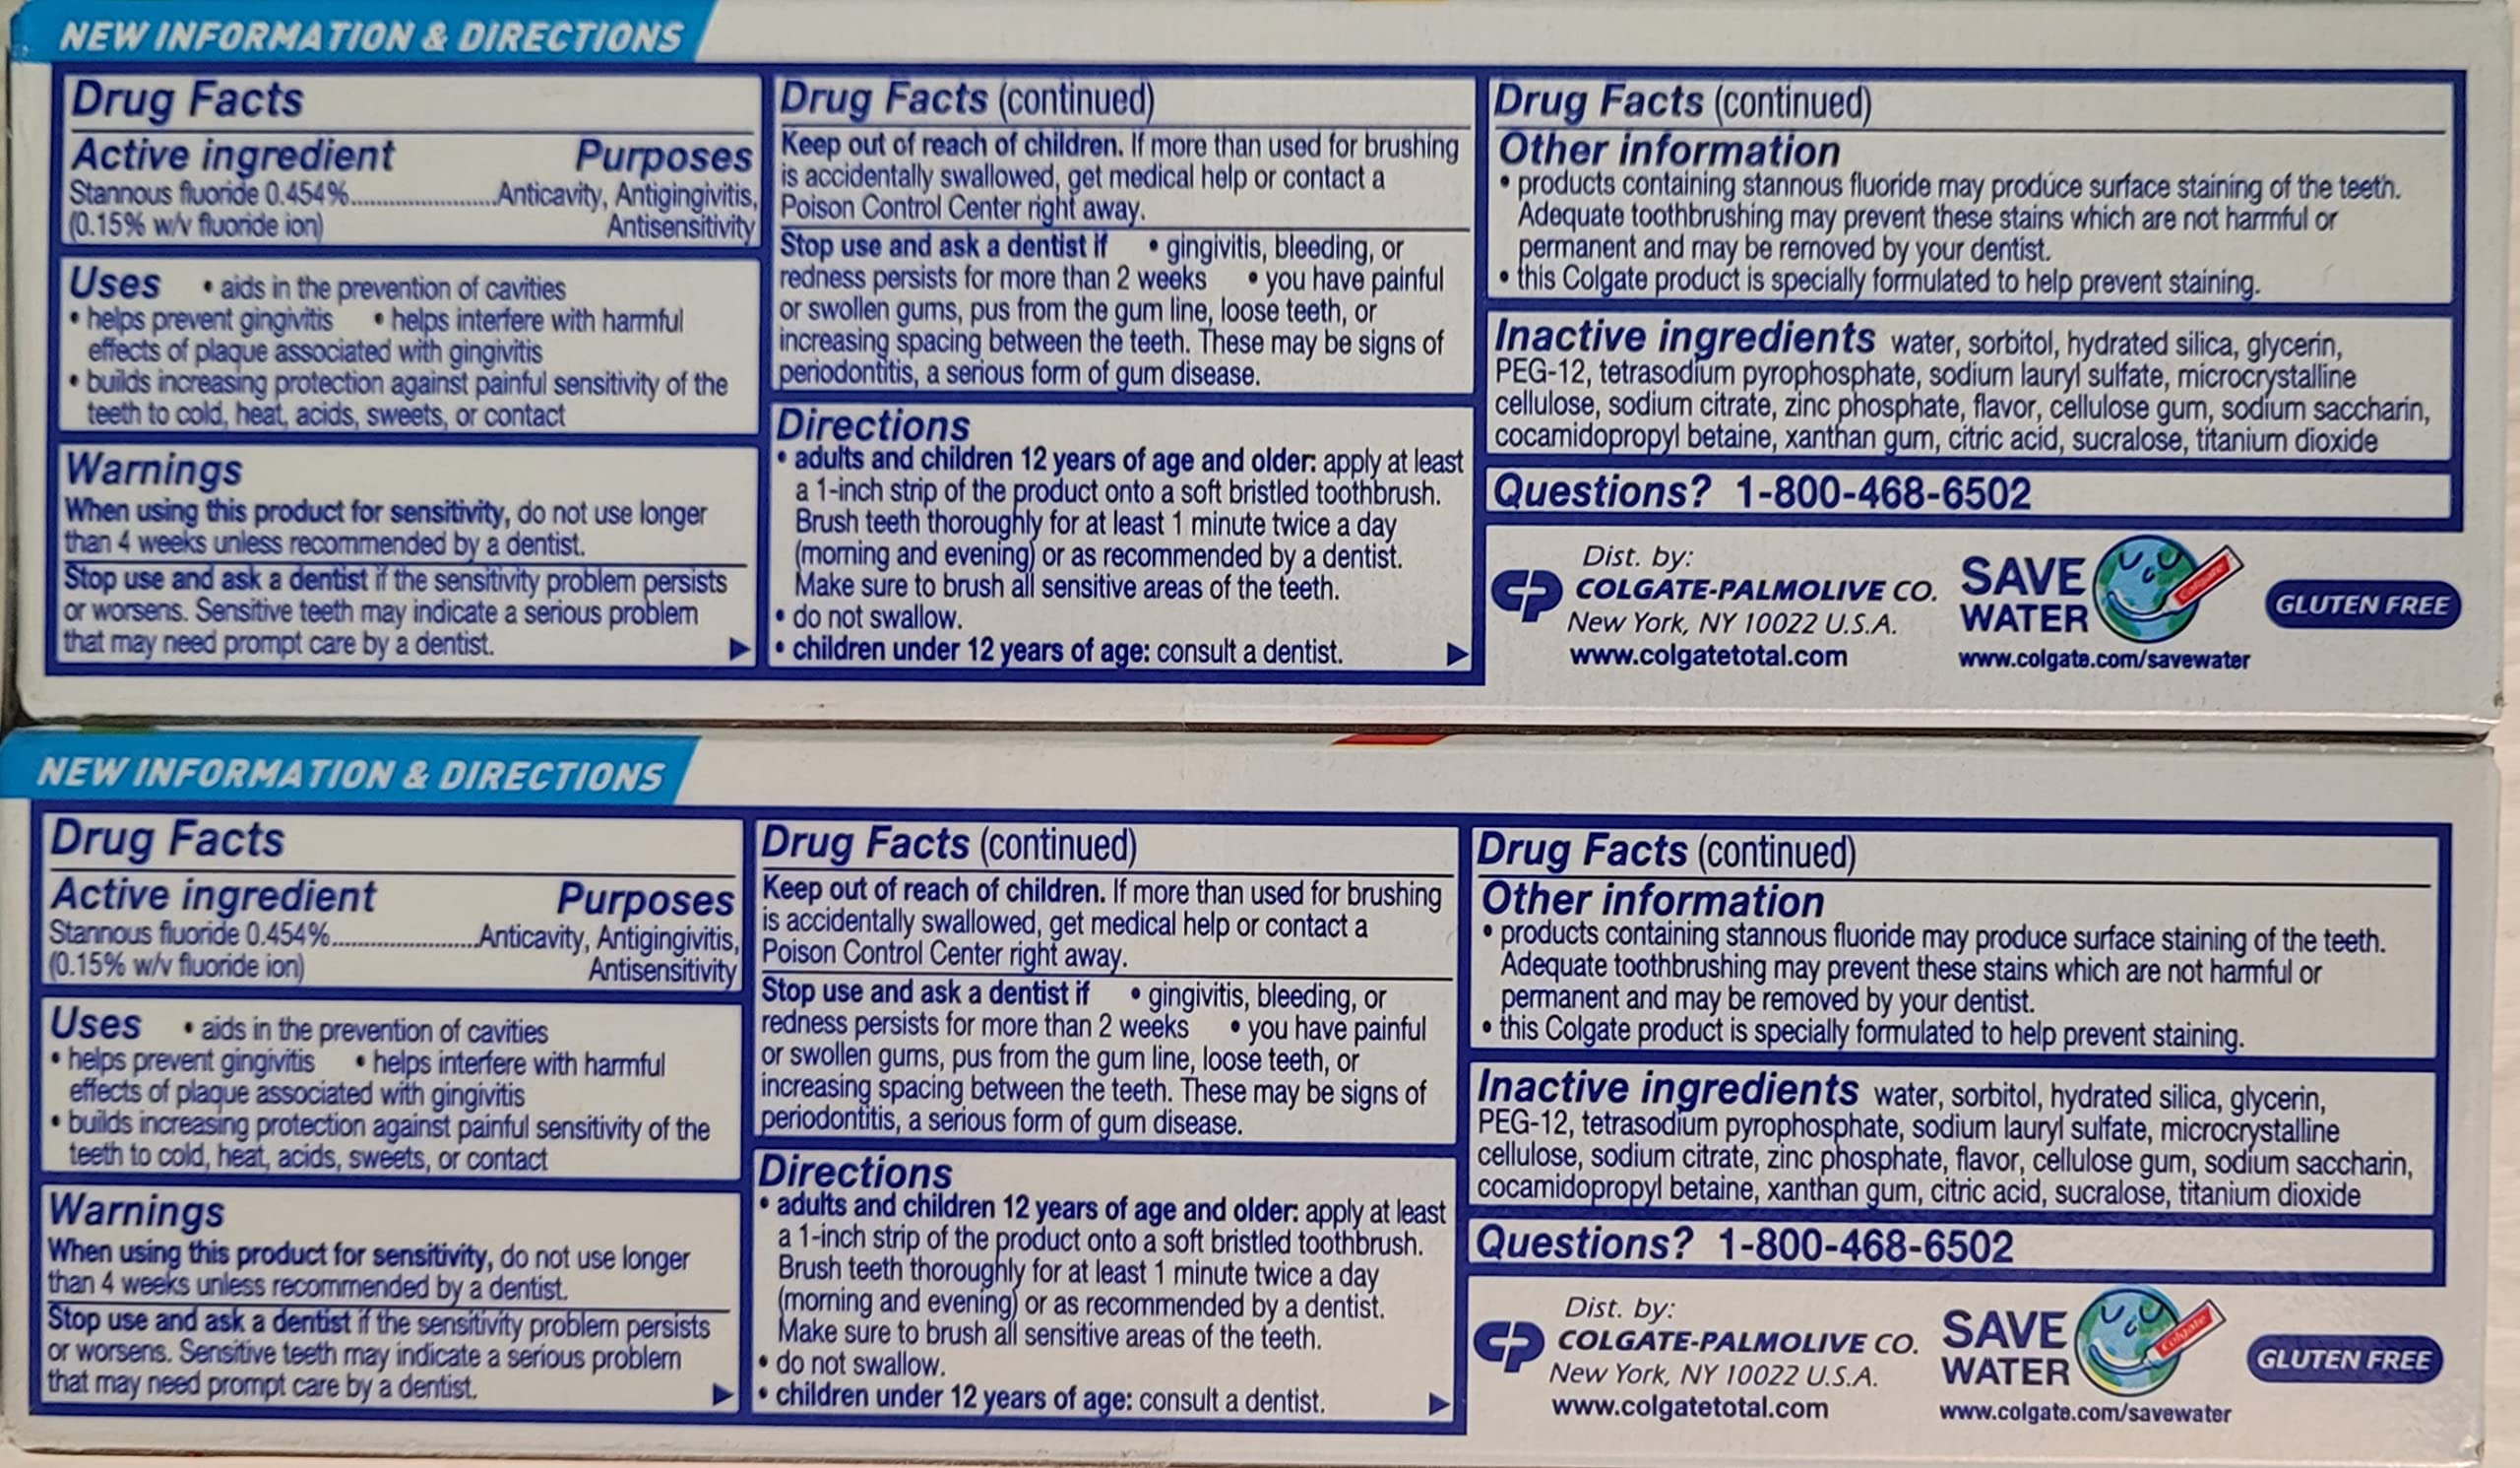 NEW INFORMATION & DIRECTIONS
Drug Facts
Active ingredient Purposes
Stannous fluoride 0.454%........................Anticavity, Antigingivitis,
(0.15% w/v fluoride ion) Antisensitivity
Uses • aids in the prevention of cavities
• helps prevent gingivitis • helps interfere with harmful
effects of plaque associated with gingivitis
• builds increasing protection against painful sensitivity of the
teeth to cold, heat, acids, sweets, or contact
Warnings
When using this product for sensitivity, do not use longer
than 4 weeks unless recommended by a dentist.
Stop use and ask a dentist if the sensitivity problem persists
or worsens. Sensitive teeth may indicate a serious problem
that may need prompt care by a dentist.
Drug Facts (continued)
Keep out of reach of children. If more than used for brushing
is accidentally swallowed, get medical help or contact a
Poison Control Center right away.
Stop use and ask a dentist if • gingivitis, bleeding, or
redness persists for more than 2 weeks • you have painful
or swollen gums, pus from the gum line, loose teeth, or
increasing spacing between the teeth. These may be signs of
periodontitis, a serious form of gum disease.
Directions
• adults and children 12 years of age and older: apply at least
a 1-inch strip of the product onto a soft bristled toothbrush.
Brush teeth thoroughly for at least 1 minute twice a day
(morning and evening) or as recommended by a dentist.
Make sure to brush all sensitive areas of the teeth.
• do not swallow.
• children under 12 years of age: consult a dentist.
Drug Facts (continued)
Other information
• products containing stannous fluoride may produce surface staining of the teeth.
Adequate toothbrushing may prevent these stains which are not harmful or
permanent and may be removed by your dentist.
• this Colgate product is specially formulated to help prevent staining.
Inactive ingredients water, sorbitol, hydrated silica, glycerin,
PEG-12, tetrasodium pyrophosphate, sodium lauryl sulfate, microcrystalline
cellulose, sodium citrate, zinc phosphate, flavor, cellulose gum, sodium saccharin,
cocamidopropyl betaine, xanthan gum, citric acid, sucralose, titanium dioxide
Questions? 1-800-468-6502
CP
Dist. by:
COLGATE-PALMOLIVE CO.
New York, NY 10022 U.S.A.
www.colgatetotal.com
SAVE
WATER
Colgate
www.colgate.com/savewater
GLUTEN FREE
NEW INFORMATION & DIRECTIONS
Drug Facts
Active ingredient Purposes
Stannous fluoride 0.454%........................Anticavity, Antigingivitis,
(0.15% w/v fluoride ion) Antisensitivity
Uses • aids in the prevention of cavities
• helps prevent gingivitis • helps interfere with harmful
effects of plaque associated with gingivitis
• builds increasing protection against painful sensitivity of the
teeth to cold, heat, acids, sweets, or contact
Warnings
When using this product for sensitivity, do not use longer
than 4 weeks unless recommended by a dentist.
Stop use and ask a dentist if the sensitivity problem persists
or worsens. Sensitive teeth may indicate a serious problem
that may need prompt care by a dentist.
Drug Facts (continued)
Keep out of reach of children. If more than used for brushing
is accidentally swallowed, get medical help or contact a
Poison Control Center right away.
Stop use and ask a dentist if • gingivitis, bleeding, or
redness persists for more than 2 weeks • you have painful
or swollen gums, pus from the gum line, loose teeth, or
increasing spacing between the teeth. These may be signs of
periodontitis, a serious form of gum disease.
Directions
• adults and children 12 years of age and older: apply at least
a 1-inch strip of the product onto a soft bristled toothbrush.
Brush teeth thoroughly for at least 1 minute twice a day
(morning and evening) or as recommended by a dentist.
Make sure to brush all sensitive areas of the teeth.
• do not swallow.
• children under 12 years of age: consult a dentist.
Drug Facts (continued)
Other information
• products containing stannous fluoride may produce surface staining of the teeth.
Adequate toothbrushing may prevent these stains which are not harmful or
permanent and may be removed by your dentist.
• this Colgate product is specially formulated to help prevent staining.
Inactive ingredients water, sorbitol, hydrated silica, glycerin,
PEG-12, tetrasodium pyrophosphate, sodium lauryl sulfate, microcrystalline
cellulose, sodium citrate, zinc phosphate, flavor, cellulose gum, sodium saccharin,
cocamidopropyl betaine, xanthan gum, citric acid, sucralose, titanium dioxide
Questions? 1-800-468-6502
CP
Dist. by:
COLGATE-PALMOLIVE CO.
New York, NY 10022 U.S.A.
www.colgatetotal.com
SAVE
WATER
Colgate
www.colgate.com/savewater
GLUTEN FREE